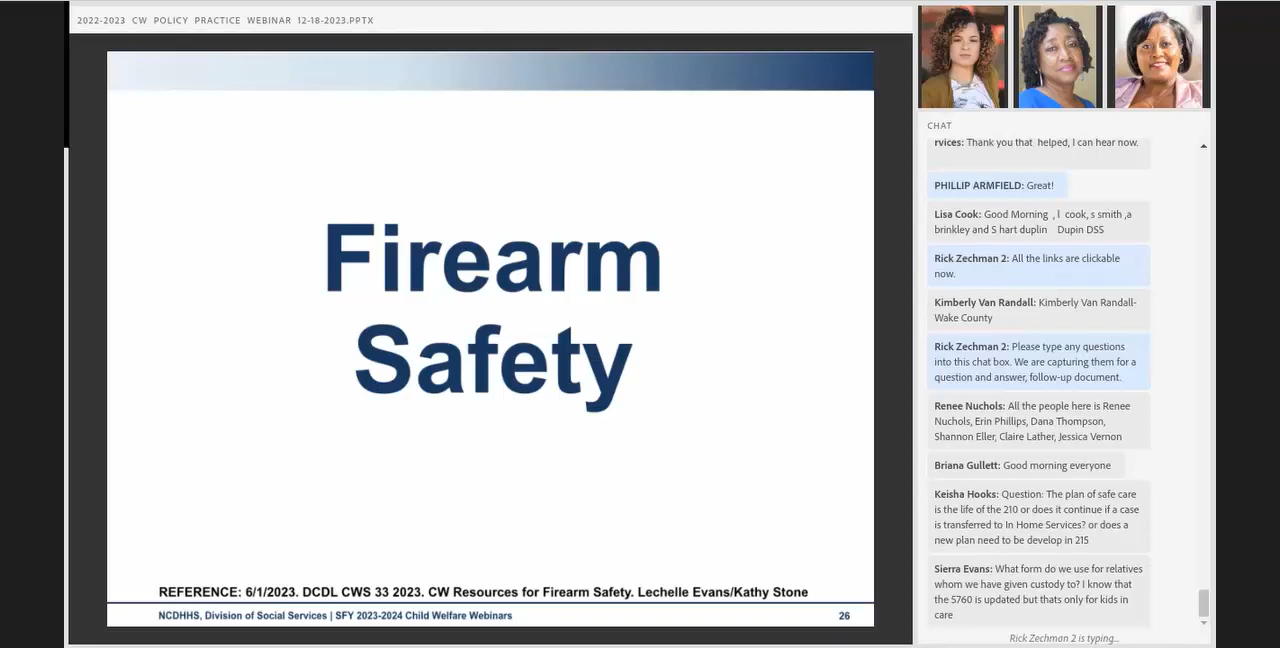 2022-2023 CW POLICY PRACTICE WEBINAR 12-18-2023.PPTX
Firearm
Safety
REFERENCE: 6/1/2023. DCDL CWS 33 2023. CW Resources for Firearm Safety. Lechelle Evans/Kathy Stone
NCDHHS, Division of Social Services | SFY 2023-2024 Child Welfare Webinars
26
CHAT
rvices: Thank you that helped, I can hear now.
PHILLIP ARMFIELD: Great!
Lisa Cook: Good Morning , l cook, s smith ,a
brinkley and S hart duplin Dupin DSS
Rick Zechman 2: All the links are clickable
now.
Kimberly Van Randall: Kimberly Van Randall-
Wake County
Rick Zechman 2: Please type any questions
into this chat box. We are capturing them for a
question and answer, follow-up document.
Renee Nuchols: All the people here is Renee
Nuchols, Erin Phillips, Dana Thompson,
Shannon Eller, Claire Lather, Jessica Vernon
Briana Gullett: Good morning everyone
Keisha Hooks: Question: The plan of safe care
is the life of the 210 or does it continue if a case
is transferred to In Home Services? or does a
new plan need to be develop in 215
Sierra Evans: What form do we use for relatives
whom we have given custody to? I know that
the 5760 is updated but thats only for kids in
care
Rick Zechman 2 is typing...